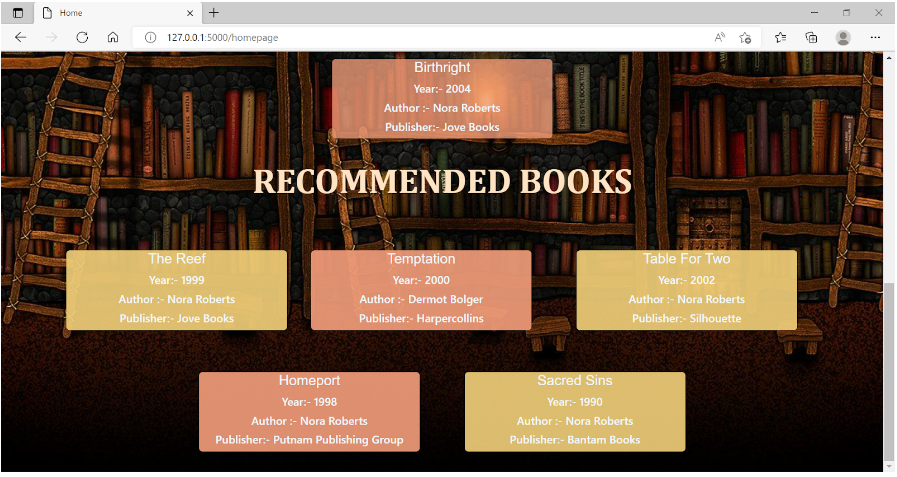 Home
127.0.0.1:5000/homepage
Birthright
Year:- 2004
Author :- Nora Roberts
Publisher:- Jove Books
RECOMMENDED BOOKS
The Reef
Year:- 1999
Author :- Nora Roberts
Publisher:- Jove Books
Temptation
Year:- 2000
Author :- Dermot Bolger
Publisher:- Harpercollins
Table For Two
Year:- 2002
Author :- Nora Roberts
Publisher:- Silhouette
Homeport
Year:- 1998
Author :- Nora Roberts
Publisher:- Putnam Publishing Group
Sacred Sins
Year:- 1990
Author :- Nora Roberts
Publisher:- Bantam Books